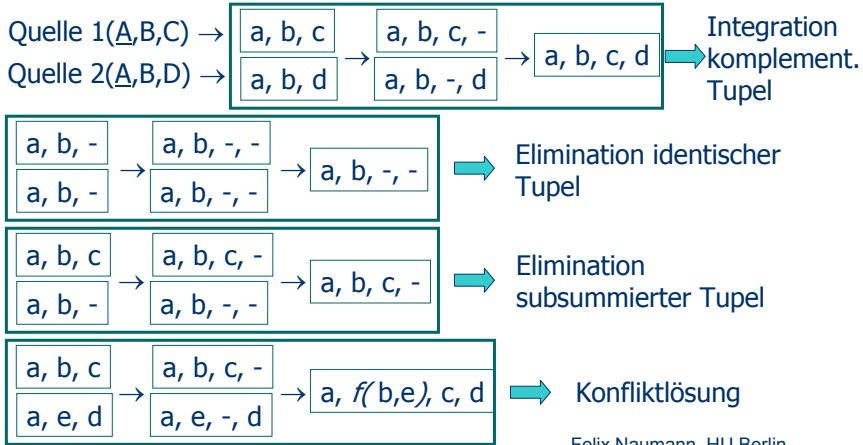 Quelle 1(A,B,C) →
Quelle 2(A,B,D) →
a, b, c
a, b, d
→
a, b, c, -
a, b, -, d
→
a, b, c, d
Integration
komplement.
Tupel
a, b, -
a, b, -
→
a, b, -, -
a, b, -, -
→
a, b, -, -
Elimination identischer
Tupel
a, b, c
a, b, -
→
a, b, c, -
a, b, -, -
→
a, b, c, -
Elimination
subsummierter Tupel
a, b, c
a, e, d
→
a, b, c, -
a, e, -, d
→
a, f( b,e), c, d
Konfliktlösung
Felix Naumann, HU Berlin